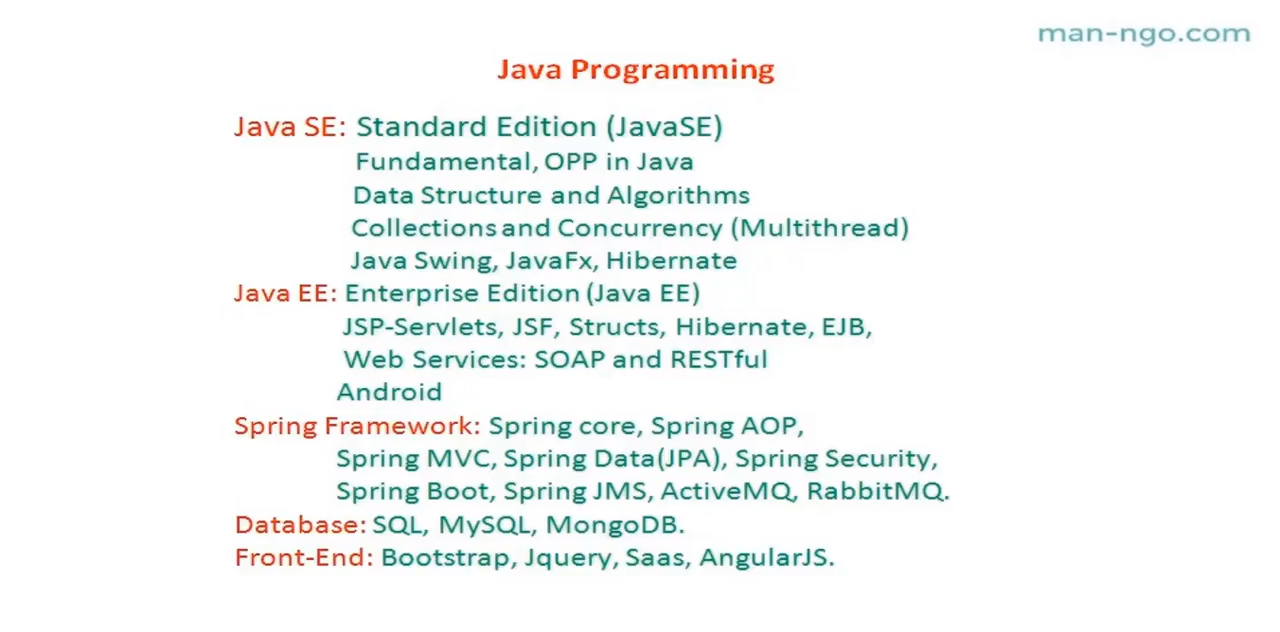 man-ngo.com
Java Programming
Java SE: Standard Edition (JavaSE)
Fundamental, OPP in Java
Data Structure and Algorithms
Collections and Concurrency (Multithread)
Java Swing, JavaFx, Hibernate
Java EE: Enterprise Edition (Java EE)
JSP-Servlets, JSF, Structs, Hibernate, EJB,
Web Services: SOAP and RESTful
Android
Spring Framework: Spring core, Spring AOP,
Spring MVC, Spring Data(JPA), Spring Security,
Spring Boot, Spring JMS, ActiveMQ, RabbitMQ.
Database: SQL, MySQL, MongoDB.
Front-End: Bootstrap, Jquery, Saas, AngularJS.